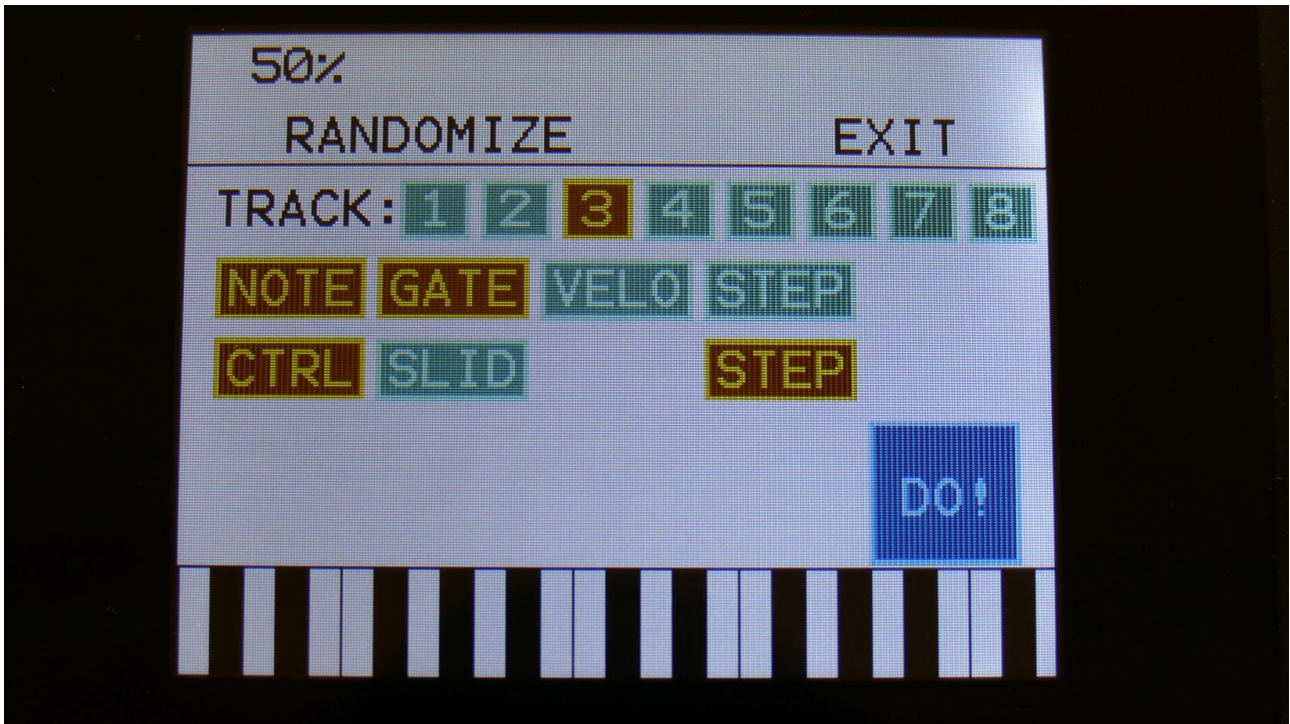 50%
RANDOMIZE EXIT
TRACK: 1 2 3 4 5 6 7 8
NOTE GATE VELO STEP
CTRL SLID STEP
DO!